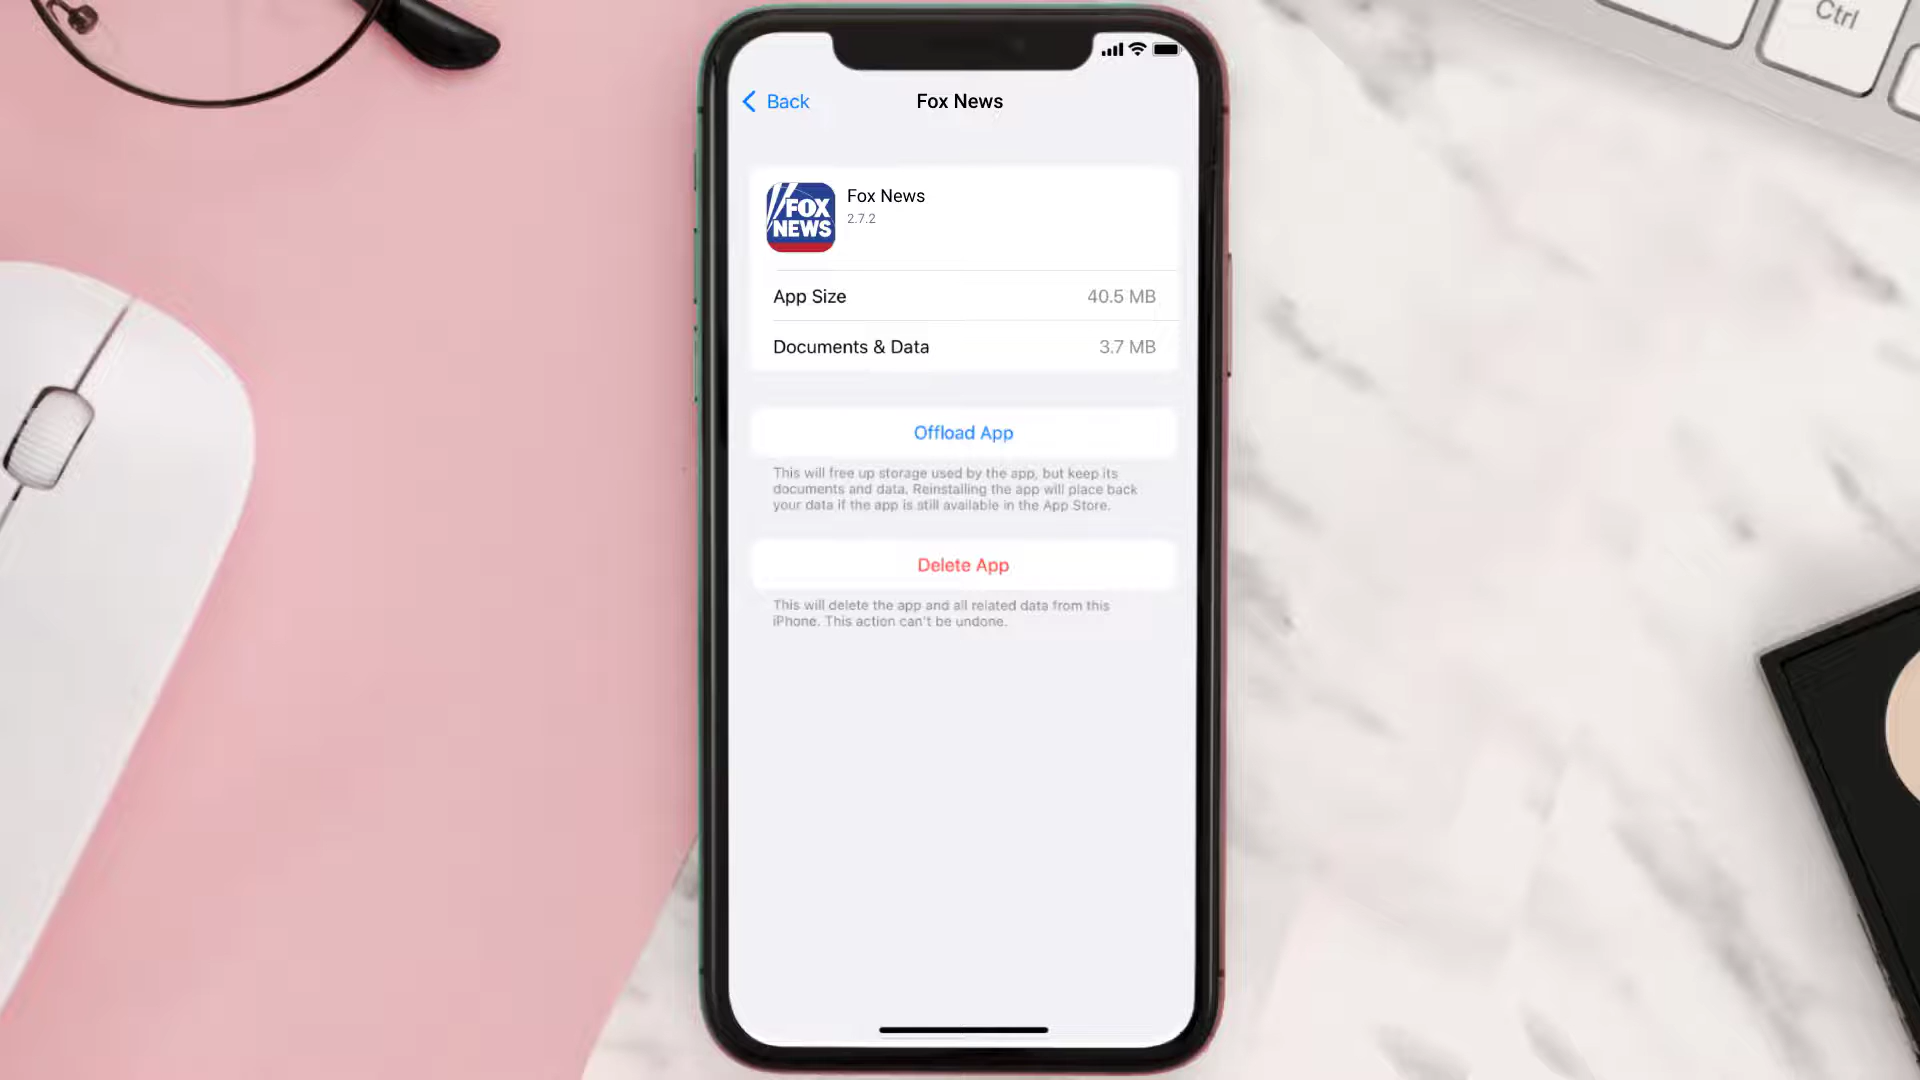 Ctrl
Back
Fox News
FOX
NEWS
Fox News
2.7.2
App Size
40.5 MB
Documents & Data
3.7 MB
Offload App
This will free up storage used by the app, but keep its
documents and data. Reinstalling the app will place back
your data if the app is still available in the App Store.
Delete App
This will delete the app and all related data from this
iPhone. This action can't be undone.